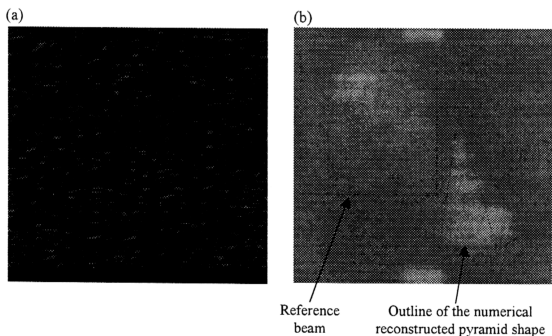 (a)
(b)
Reference
beam
Outline of the numerical
reconstructed pyramid shape